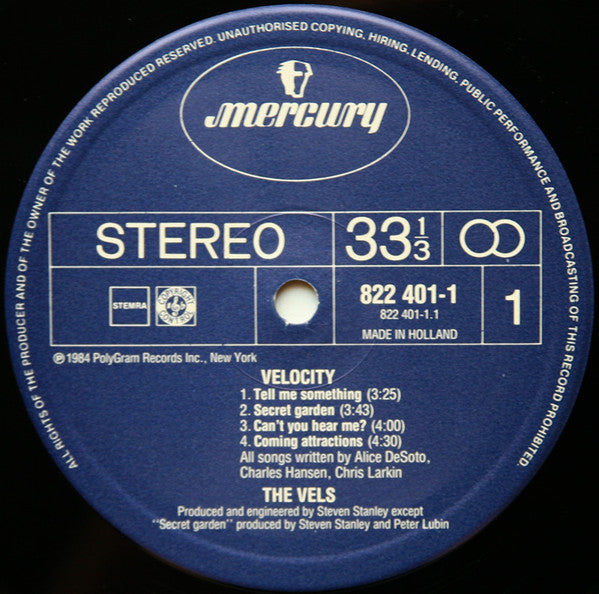 ALL RIGHTS OF THE PRODUCER AND OF THE OWNER OF THE WORK REPRODUCED RESERVED. UNAUTHORISED COPYING, HIRING, LENDING, PUBLIC PERFORMANCE AND BROADCASTING OF THIS RECORD PROHIBITED.
mercury
STEREO 33 1/3
STEMRA COPYRIGHT CONTROL 822 401-1 1
822 401-1.1
MADE IN HOLLAND
℗ 1984 PolyGram Records Inc., New York
VELOCITY
1. Tell me something (3:25)
2. Secret garden (3:43)
3. Can't you hear me? (4:00)
4. Coming attractions (4:30)
All songs written by Alice DeSoto,
Charles Hansen, Chris Larkin
THE VELS
Produced and engineered by Steven Stanley except
"Secret garden" produced by Steven Stanley and Peter Lubin